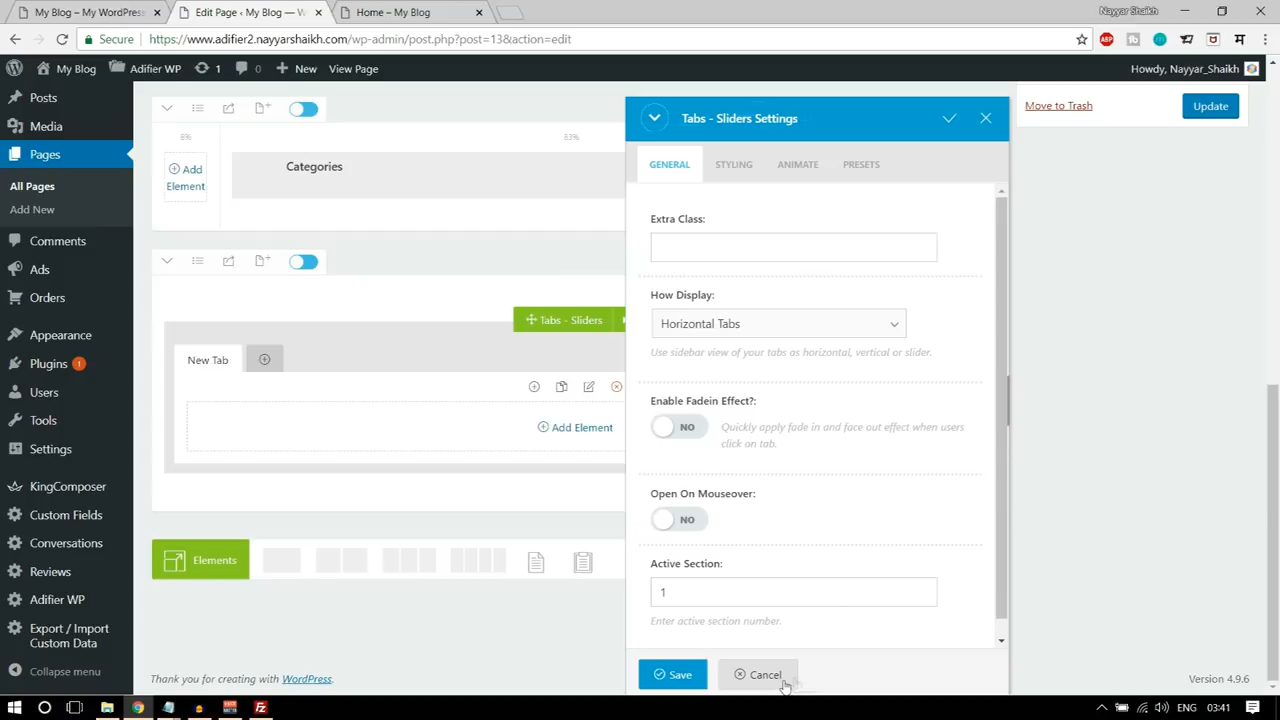 My Blog – My WordPress
Edit Page ‹ My Blog — W
Home – My Blog
Nayyar Shaikh
Secure
https://www.adifier2.nayyarshaikh.com/wp-admin/post.php?post=13&action=edit
My Blog
Adifier WP
1
0
New
View Page
Howdy, Nayyar_Shaikh
Posts
Media
Pages
All Pages
Add New
Comments
Ads
Orders
Appearance
Plugins 1
Users
Tools
Settings
KingComposer
Custom Fields
Conversations
Reviews
Adifier WP
Export / Import
Custom Data
Collapse menu
8%
83%
Add
Element
Categories
Tabs - Sliders
New Tab
Add Element
Elements
Thank you for creating with WordPress.
Tabs - Sliders Settings
GENERAL
STYLING
ANIMATE
PRESETS
Extra Class:
How Display:
Horizontal Tabs
Use sidebar view of your tabs as horizontal, vertical or slider.
Enable Fadein Effect?:
NO
Quickly apply fade in and face out effect when users
click on tab.
Open On Mouseover:
NO
Active Section:
1
Enter active section number.
Save
Cancel
Move to Trash
Update
Version 4.9.6
ENG
03:41